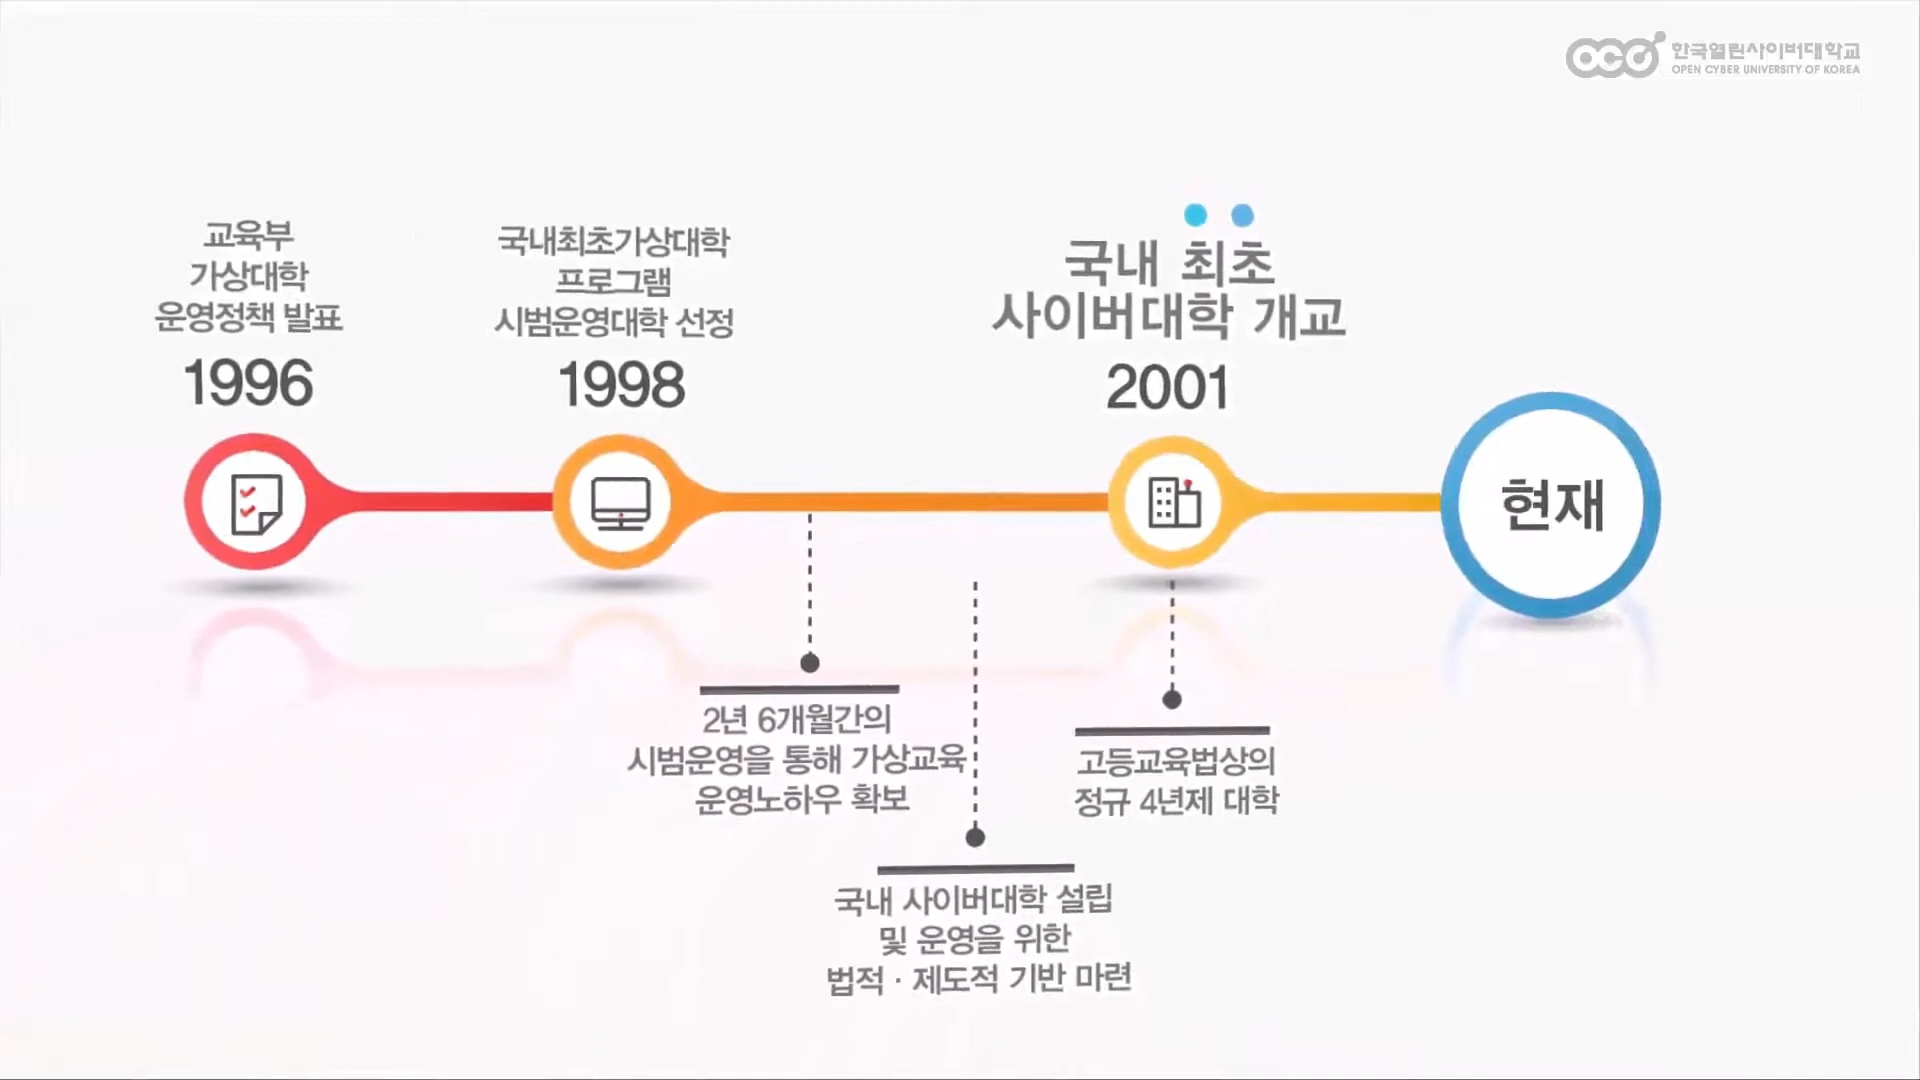 한국열린사이버대학교
OPEN CYBER UNIVERSITY OF KOREA
교육부
가상대학
운영정책 발표
1996
국내최초가상대학
프로그램
시범운영대학 선정
1998
국내 최초
사이버대학 개교
2001
현재
2년 6개월간의
시범운영을 통해 가상교육
운영노하우 확보
고등교육법상의
정규 4년제 대학
국내 사이버대학 설립
및 운영을 위한
법적 · 제도적 기반 마련